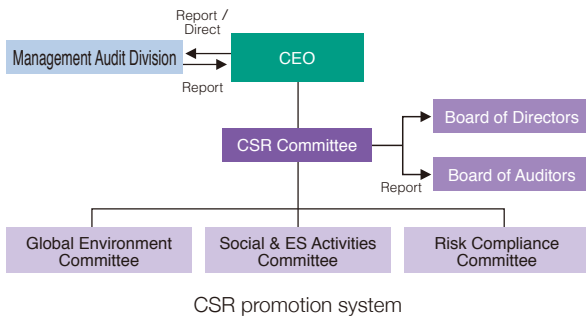 Report /
Direct
Management Audit Division
CEO
Report
CSR Committee
Board of Directors
Board of Auditors
Report
Global Environment
Committee
Social & ES Activities
Committee
Risk Compliance
Committee
CSR promotion system